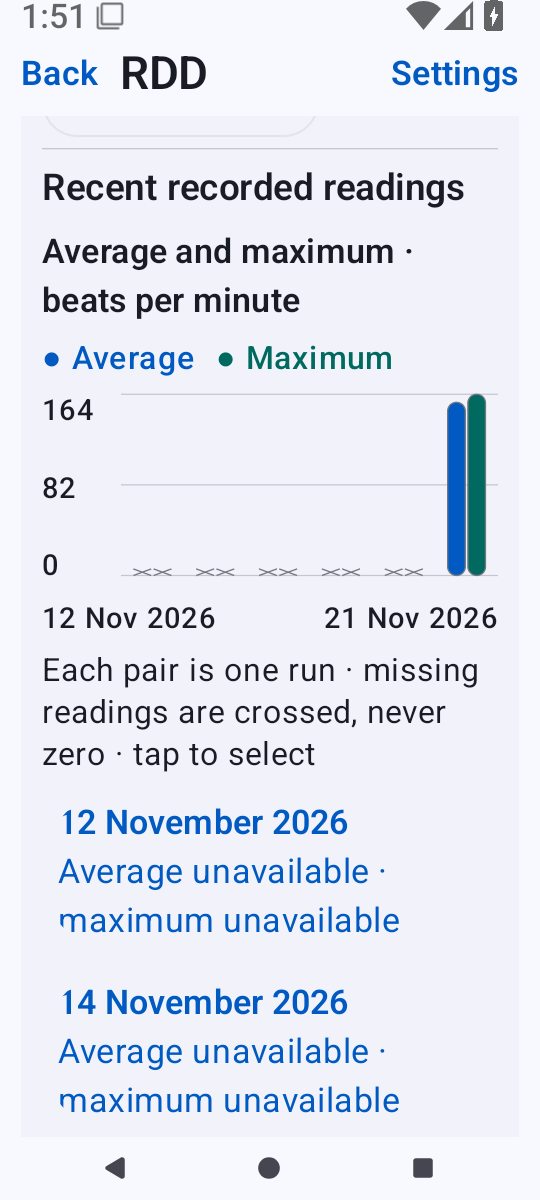 1:51
Back RDD Settings
Recent recorded readings
Average and maximum ·
beats per minute
● Average ● Maximum
164
82
0
12 Nov 2026 21 Nov 2026
Each pair is one run · missing
readings are crossed, never
zero · tap to select
12 November 2026
Average unavailable ·
maximum unavailable
14 November 2026
Average unavailable ·
maximum unavailable